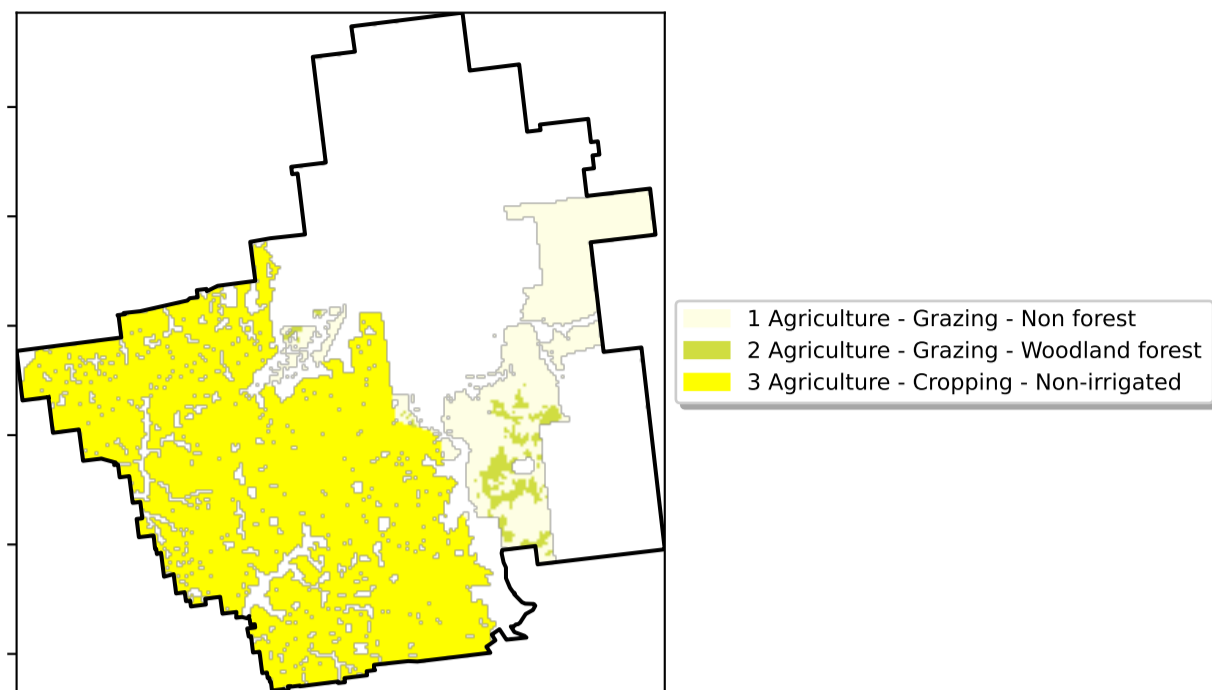 1 Agriculture - Grazing - Non forest
2 Agriculture - Grazing - Woodland forest
3 Agriculture - Cropping - Non-irrigated